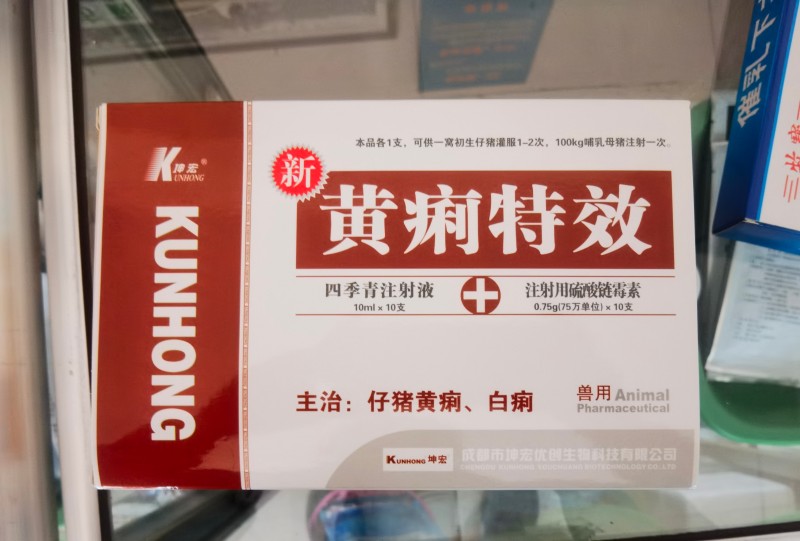 坤宏®
KUNHONG
KUNHONG
本品各1支，可供一窝初生仔猪灌服1~2次，100kg哺乳母猪注射一次。
新
黄痢特效
四季青注射液
10ml×10支
注射用硫酸链霉素
0.75g(75万单位)×10支
主治：仔猪黄痢、白痢
兽用 Animal
Pharmaceutical
KUNHONG 坤宏
成都市坤宏优创生物科技有限公司
催乳下